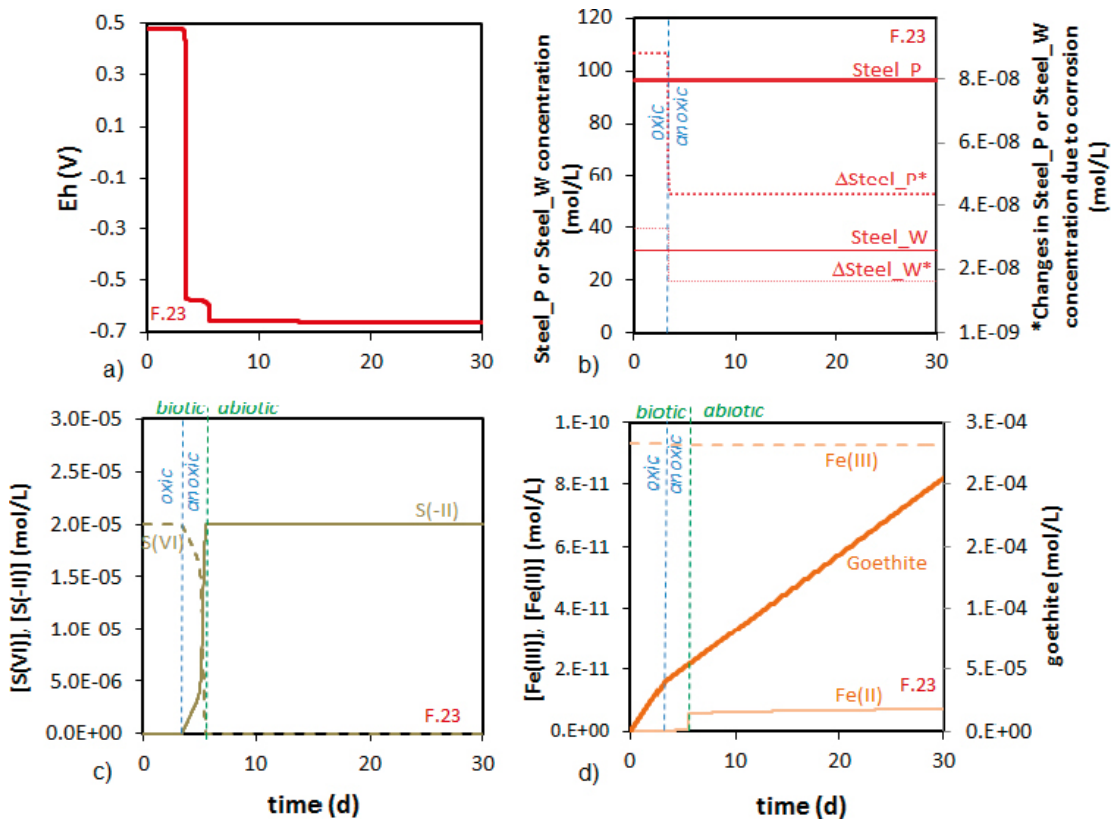 0.5
0.3
0.1
-0.1
-0.3
-0.5
-0.7
Eh (V)
F.23
0
10
20
30
a)
120
100
80
60
40
20
0
Steel_P or Steel_W concentration
(mol/L)
F.23
Steel_P
oxic
anoxic
ΔSteel_P*
Steel_W
ΔSteel_W*
8.E-08
4.E-08
2.E-08
1.E-09
*Changes in Steel_P or Steel_W
concentration due to corrosion
(mol/L)
0
10
20
30
b)
biotic
abiotic
3.0E-05
2.5E-05
2.0E-05
1.5E-05
1.0E-05
5.0E-06
0.0E+00
[S(VI)], [S(-II)] (mol/L)
oxic
anoxic
S(VI)
S(-II)
F.23
0
10
20
30
c)
time (d)
biotic
abiotic
1.E-10
8.E-11
6.E-11
4.E-11
2.E-11
0.E+00
[Fe(III)], [Fe(II)] (mol/L)
oxic
anoxic
Fe(III)
Goethite
F.23
Fe(II)
3.E-04
2.E-04
2.E-04
1.E-04
5.E-05
0.E+00
goethite (mol/L)
0
10
20
30
d)
time (d)